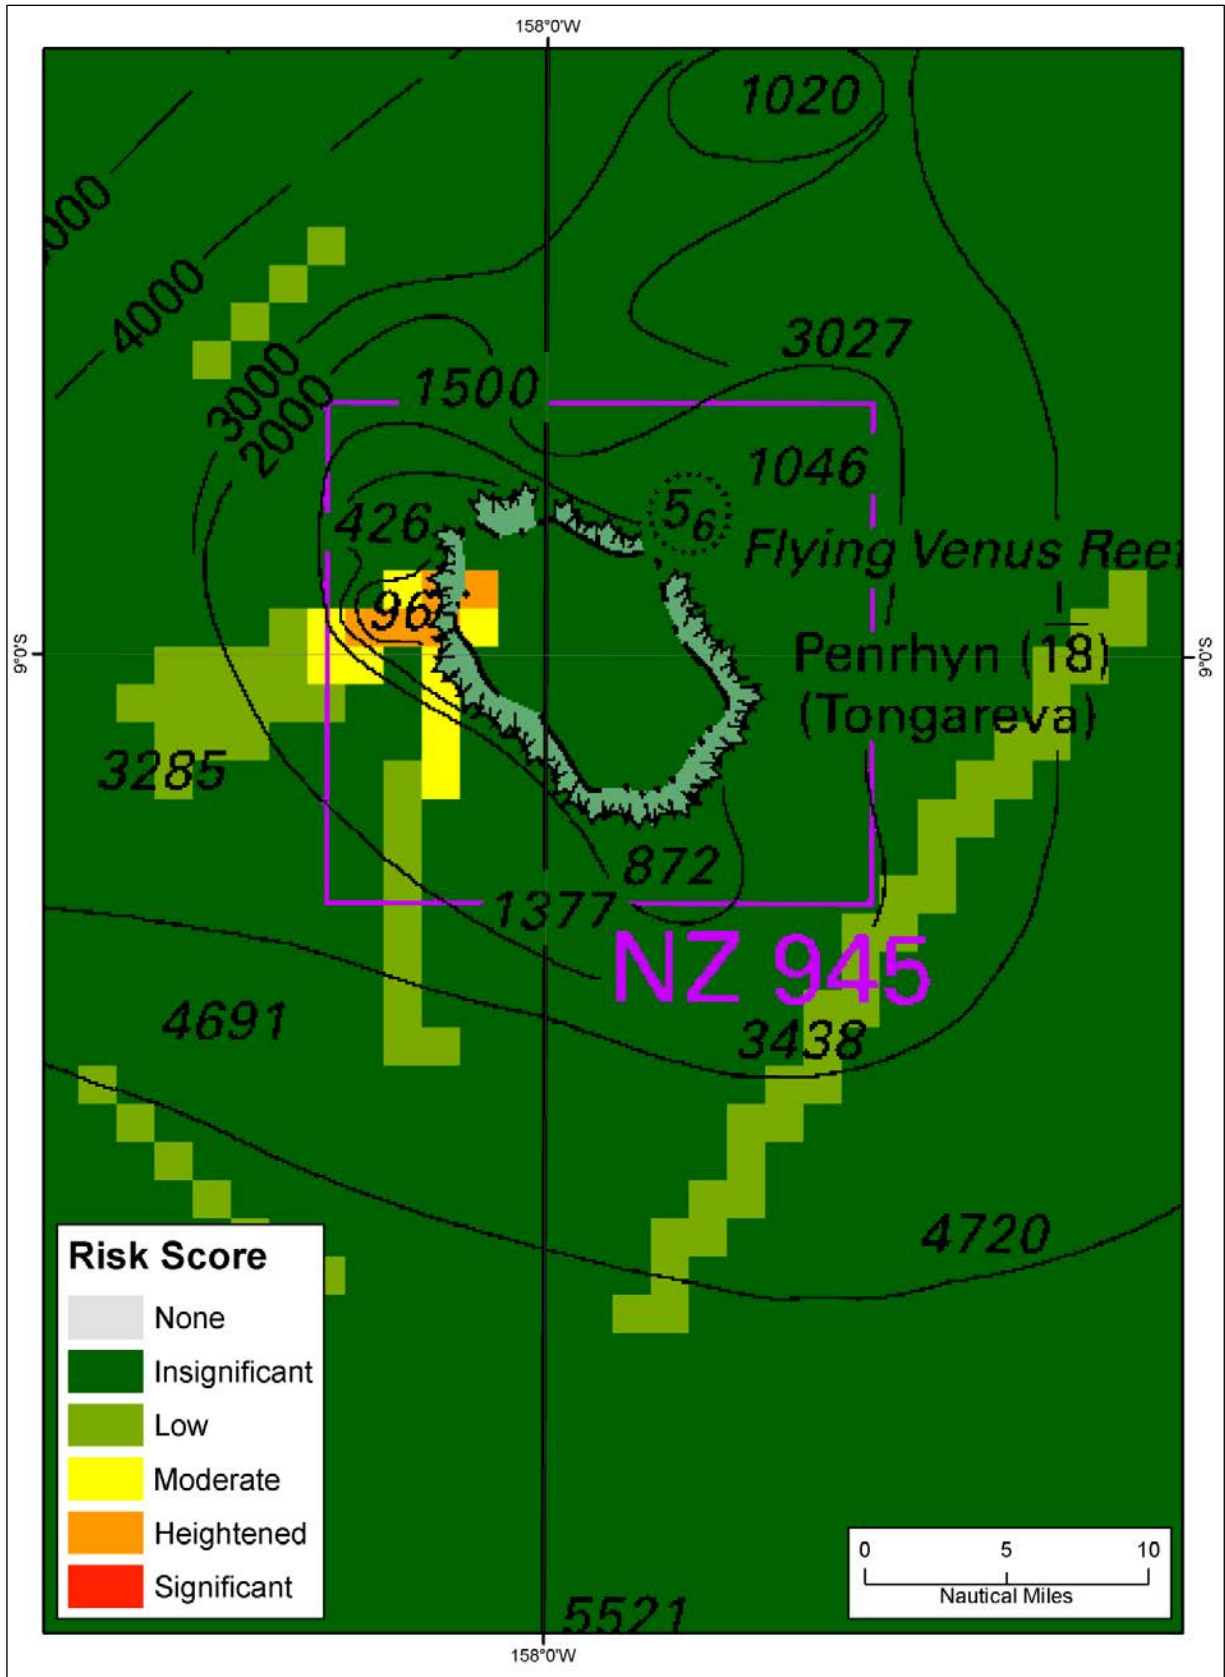 158°0'W
1020
000
4000
3027
3000
2000
1500
1046
426
56
Flying Venus Reef
96
9°0'S
Penrhyn (18)
9°0'S
(Tongareva)
3285
872
1377
NZ 945
4691
3438
4720
Risk Score
None
Insignificant
Low
Moderate
Heightened
Significant
0 5 10
Nautical Miles
5521
158°0'W